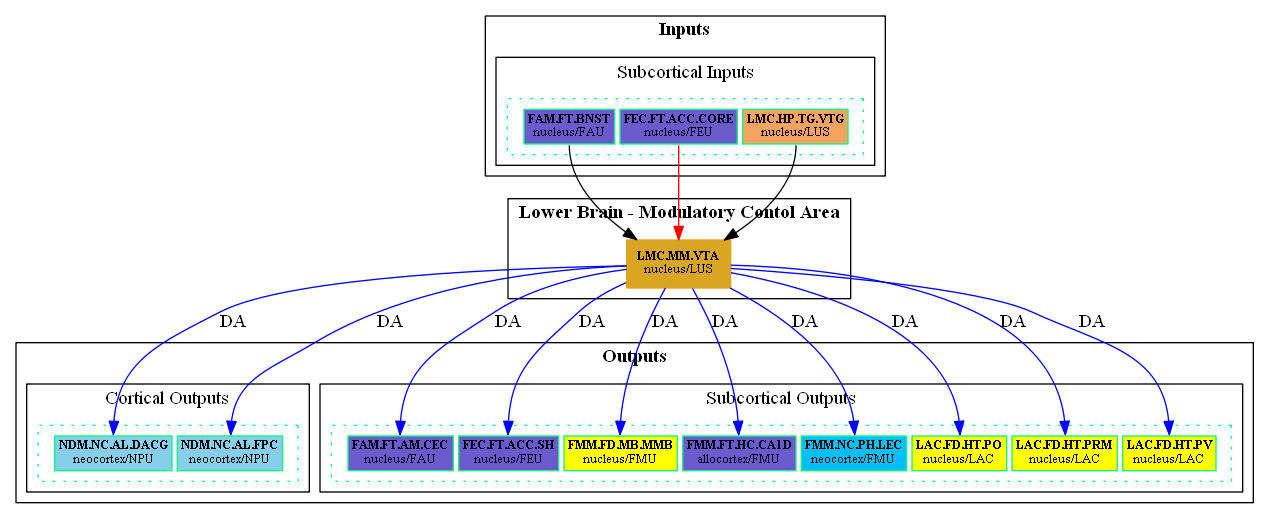 Inputs
Subcortical Inputs
FAM.FT.BNST
nucleus/FAU
FEC.FT.ACC.CORE
nucleus/FEU
LMC.HP.TG.VTG
nucleus/LUS
Lower Brain - Modulatory Contol Area
LMC.MM.VTA
nucleus/LUS
DA
DA
DA
DA
DA
DA
DA
DA
DA
DA
Outputs
Cortical Outputs
NDM.NC.AL.DACG
neocortex/NPU
NDM.NC.AL.FPC
neocortex/NPU
Subcortical Outputs
FAM.FT.AM.CEC
nucleus/FAU
FEC.FT.ACC.SH
nucleus/FEU
FMM.FD.MB.MMB
nucleus/FMU
FMM.FT.HC.CA1D
allocortex/FMU
FMM.NC.PH.LEC
neocortex/FMU
LAC.FD.HT.PO
nucleus/LAC
LAC.FD.HT.PRM
nucleus/LAC
LAC.FD.HT.PV
nucleus/LAC